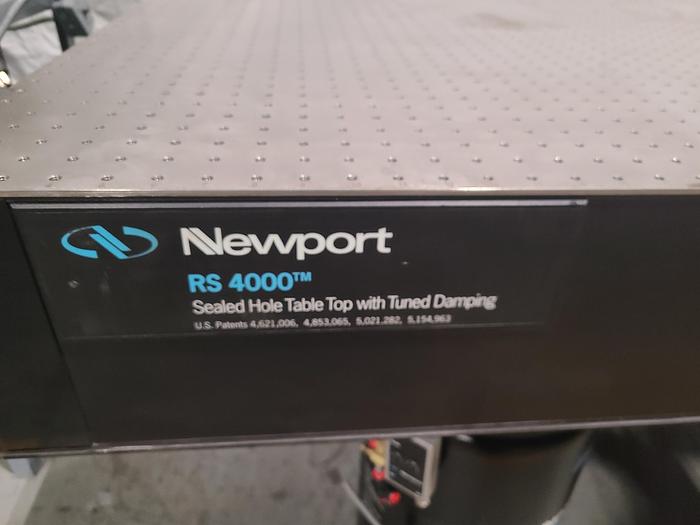 Newport
RS 4000™
Sealed Hole Table Top with Tuned Damping
U.S. Patents 4,621,006, 4,853,065, 5,021,282, 5,154,963